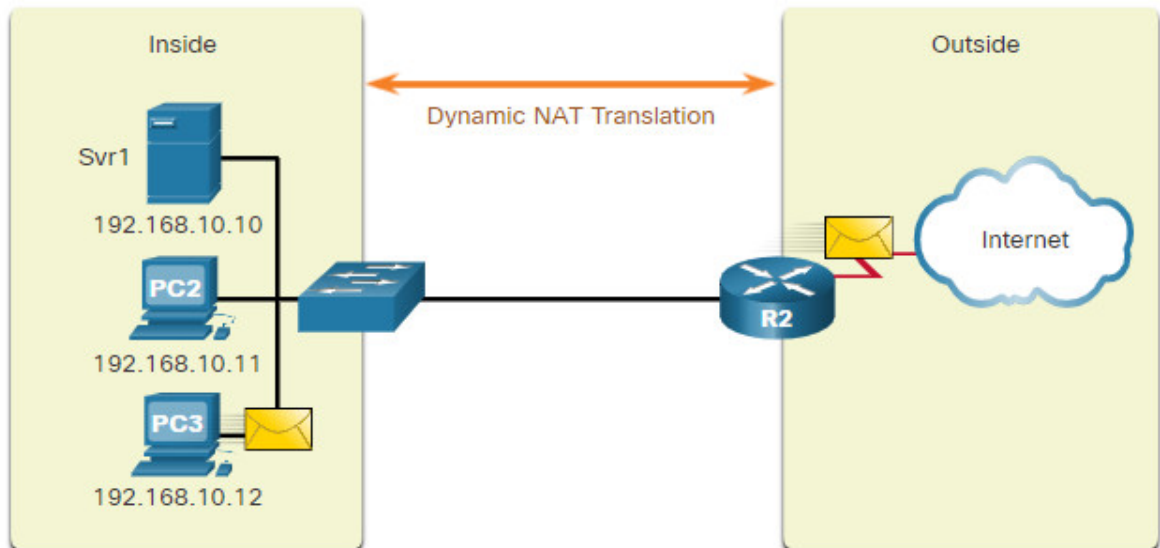 Inside
Outside
Dynamic NAT Translation
Svr1
192.168.10.10
Internet
PC2
R2
192.168.10.11
PC3
192.168.10.12